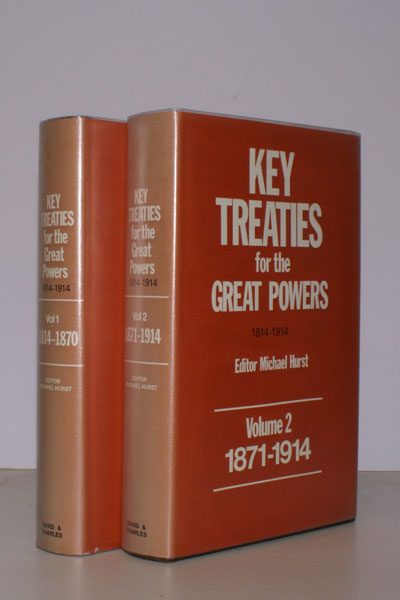 KEY
TREATIES
for the
Great
Powers
1814-1914
Vol 1
1814-1870
EDITOR
MICHAEL HURST
DAVID &
CHARLES
KEY
TREATIES
for the
Great
Powers
1814-1914
Vol 2
1871-1914
EDITOR
MICHAEL HURST
DAVID &
CHARLES
KEY
TREATIES
for the
GREAT POWERS
1814-1914
Editor Michael Hurst
Volume 2
1871-1914